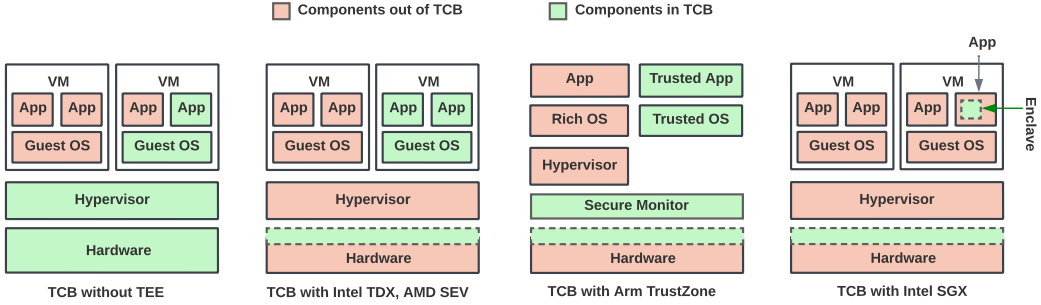 Components out of TCB
Components in TCB
VM
App App
Guest OS
VM
App App
Guest OS
Hypervisor
Hardware
TCB without TEE
VM
App App
Guest OS
VM
App App
Guest OS
Hypervisor
Hardware
TCB with Intel TDX, AMD SEV
App
Trusted App
Rich OS
Trusted OS
Hypervisor
Secure Monitor
Hardware
TCB with Arm TrustZone
App
VM
App App
Guest OS
VM
App
Guest OS
Enclave
Hypervisor
Hardware
TCB with Intel SGX